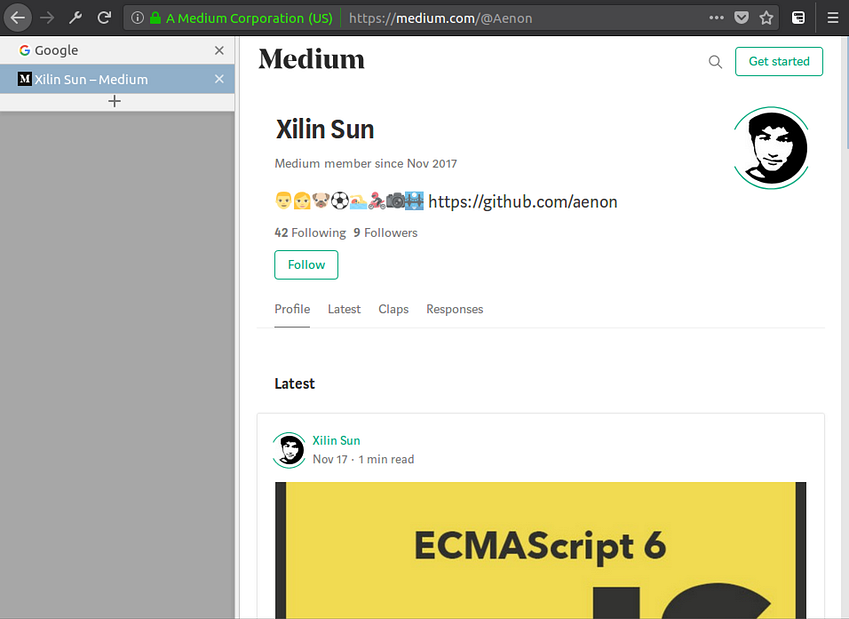 A Medium Corporation (US) https://medium.com/@Aenon
Google
Xilin Sun – Medium
Medium
Get started
Xilin Sun
Medium member since Nov 2017
👨👩🐶⚽🏊🏍📷🌉 https://github.com/aenon
42 Following 9 Followers
Follow
Profile Latest Claps Responses
Latest
Xilin Sun
Nov 17 · 1 min read
ECMAScript 6